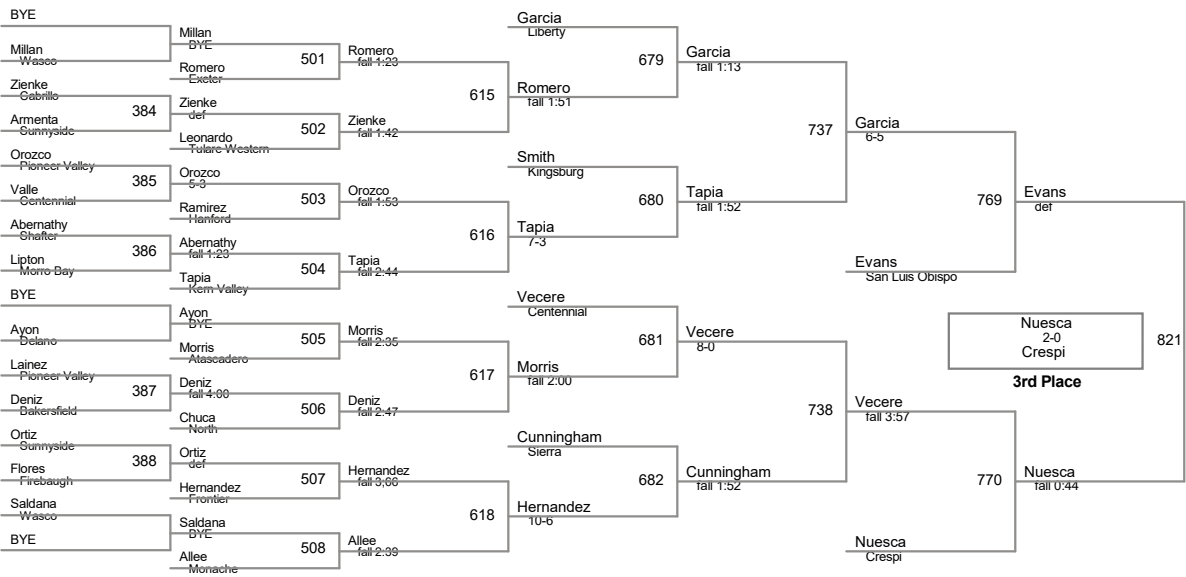 BYE
Millan
Wasco
Zienke
Cabrillo
384
Armenta
Sunnyside
Orozco
Pioneer Valley
385
Valle
Centennial
Abernathy
Shafter
386
Lipton
Morro Bay
BYE
Ayon
Delano
Lainez
Pioneer Valley
387
Deniz
Bakersfield
Ortiz
Sunnyside
388
Flores
Firebaugh
Saldana
Wasco
BYE
Millan
BYE
501
Romero
Exeter
Zienke
def
502
Leonardo
Tulare Western
Orozco
5-3
503
Ramirez
Hanford
Abernathy
fall 1:23
504
Tapia
Kern Valley
Ayon
BYE
505
Morris
Atascadero
Deniz
fall 4:00
506
Chuca
North
Ortiz
def
507
Hernandez
Frontier
Saldana
BYE
508
Allee
Monache
Romero
fall 1:23
615
Zienke
fall 1:42
Orozco
fall 1:53
616
Tapia
fall 2:44
Morris
fall 2:35
617
Deniz
fall 2:47
Hernandez
fall 3;66
618
Allee
fall 2:39
Garcia
Liberty
679
Romero
fall 1:51
Smith
Kingsburg
680
Tapia
7-3
Vecere
Centennial
681
Morris
fall 2:00
Cunningham
Sierra
682
Hernandez
10-6
Garcia
fall 1:13
737
Tapia
fall 1:52
Vecere
8-0
738
Cunningham
fall 1:52
Garcia
6-5
769
Evans
San Luis Obispo
Vecere
fall 3:57
770
Nuesca
Crespi
Evans
def
821
Nuesca
fall 0:44
Nuesca
2-0
Crespi
3rd Place